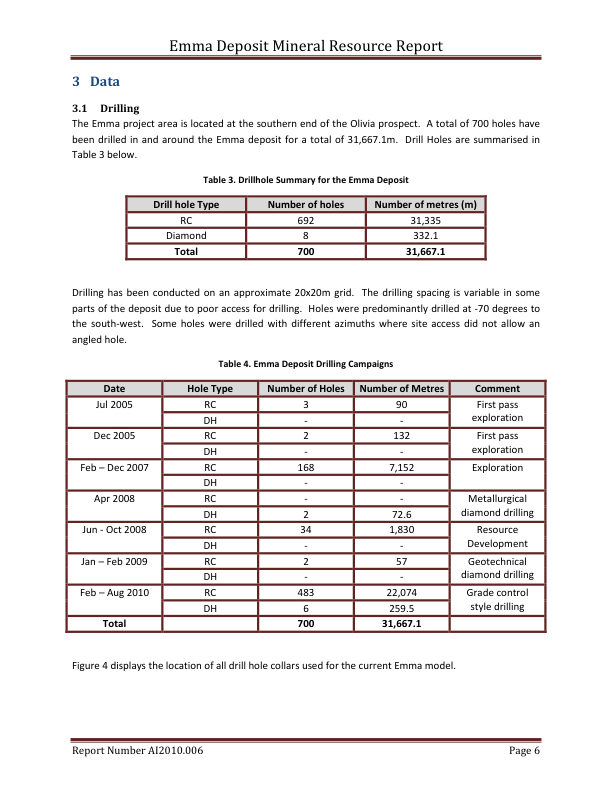 Emma Deposit Mineral Resource Report
3 Data
3.1 Drilling
The Emma project area is located at the southern end of the Olivia prospect. A total of 700 holes have
been drilled in and around the Emma deposit for a total of 31,667.1m. Drill Holes are summarised in
Table 3 below.
Table 3. Drillhole Summary for the Emma Deposit
Drill hole Type Number of holes Number of metres (m)
RC 692 31,335
Diamond 8 332.1
Total 700 31,667.1
Drilling has been conducted on an approximate 20x20m grid. The drilling spacing is variable in some
parts of the deposit due to poor access for drilling. Holes were predominantly drilled at -70 degrees to
the south-west. Some holes were drilled with different azimuths where site access did not allow an
angled hole.
Table 4. Emma Deposit Drilling Campaigns
Date Hole Type Number of Holes Number of Metres Comment
Jul 2005 RC 3 90 First pass
DH - - exploration
Dec 2005 RC 2 132 First pass
DH - - exploration
Feb – Dec 2007 RC 168 7,152 Exploration
DH - -
Apr 2008 RC - - Metallurgical
DH 2 72.6 diamond drilling
Jun - Oct 2008 RC 34 1,830 Resource
DH - - Development
Jan – Feb 2009 RC 2 57 Geotechnical
DH - - diamond drilling
Feb – Aug 2010 RC 483 22,074 Grade control
DH 6 259.5 style drilling
Total 700 31,667.1
Figure 4 displays the location of all drill hole collars used for the current Emma model.
Report Number AI2010.006 Page 6